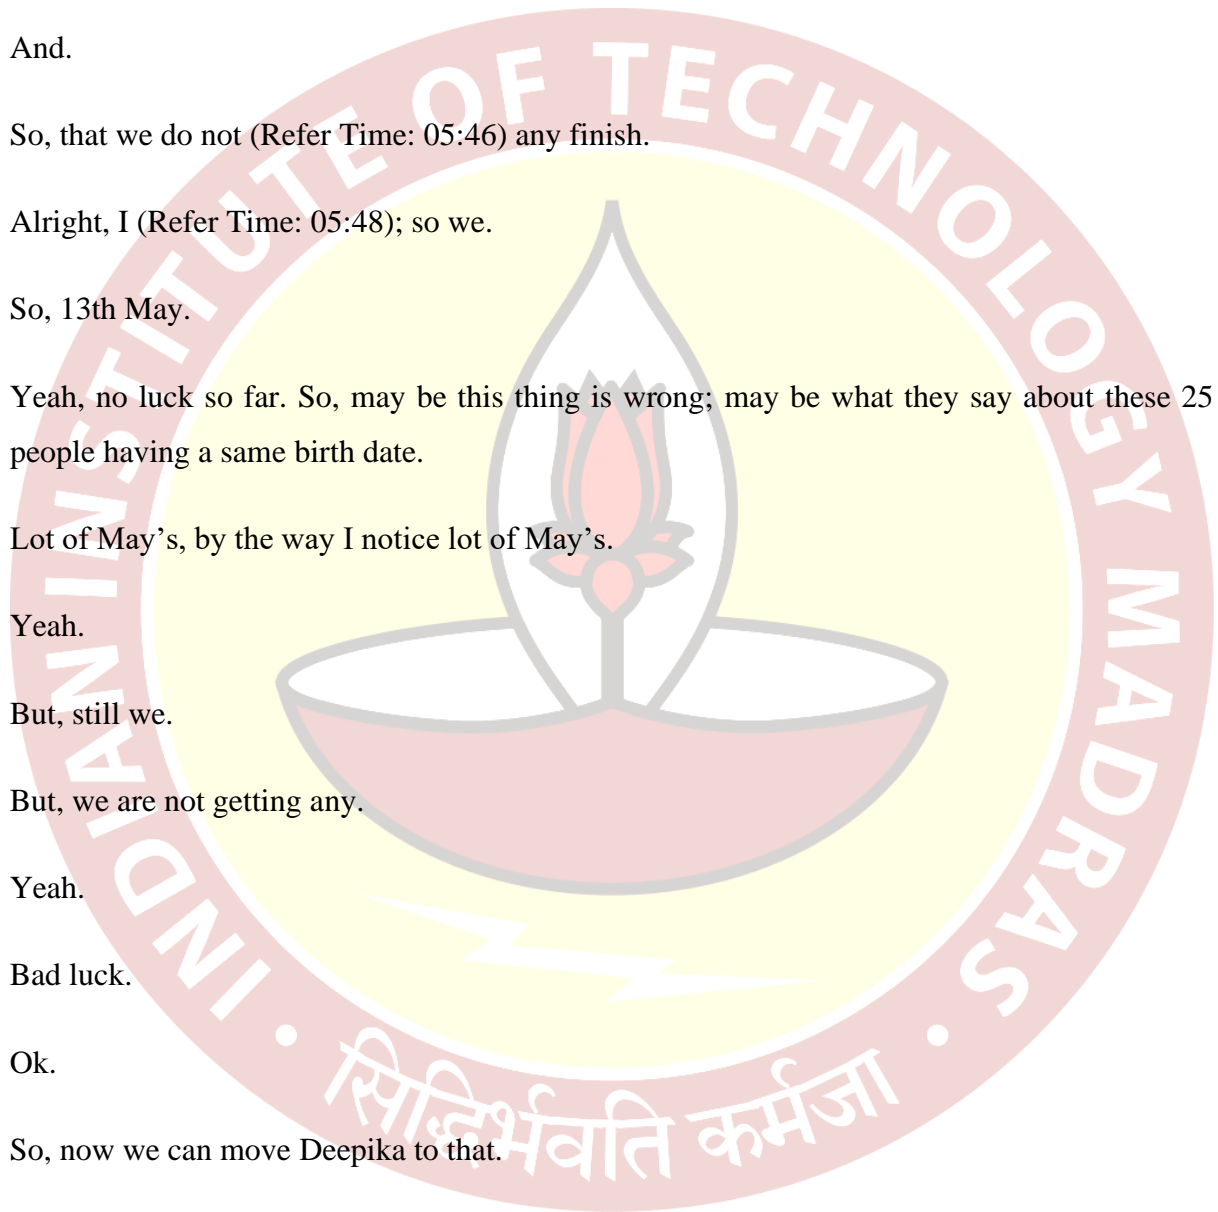 And.
So, that we do not (Refer Time: 05:46) any finish.
Alright, I (Refer Time: 05:48); so we.
So, 13th May.
Yeah, no luck so far. So, may be this thing is wrong; may be what they say about these 25
people having a same birth date.
Lot of May’s, by the way I notice lot of May’s.
Yeah.
But, still we.
But, we are not getting any.
Yeah.
Bad luck.
Ok.
So, now we can move Deepika to that.
INDIAN INSTITUTE OF TECHNOLOGY MADRAS
सिद्धिर्भवति कर्मजा